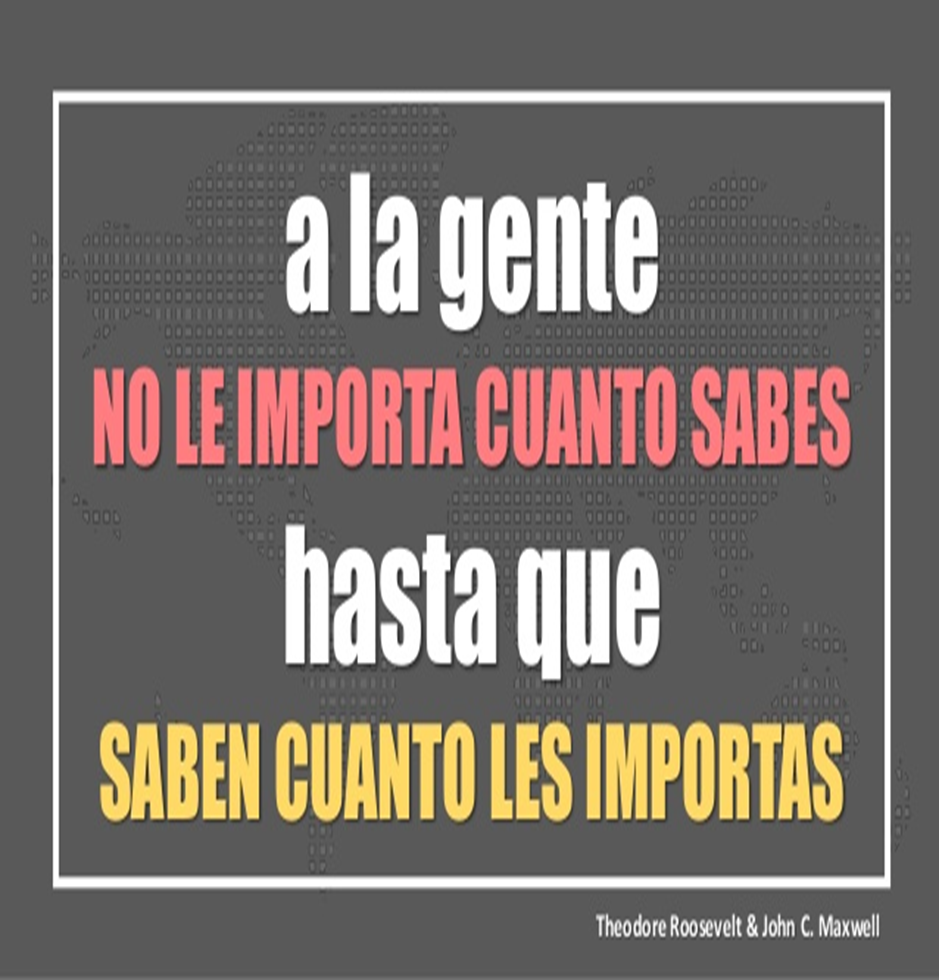 a la gente
NO LE IMPORTA CUANTO SABES
hasta que
SABEN CUANTO LES IMPORTAS
Theodore Roosevelt & John C. Maxwell